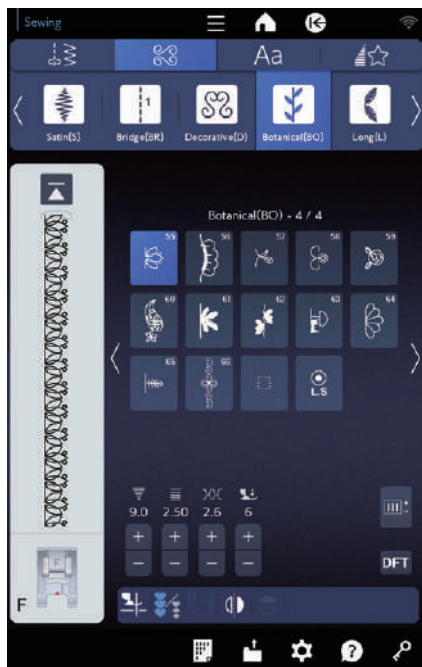 Sewing
Aa
Satin(S) Bridge(BR) Decorative(D) Botanical(BO) Long(L)
1
Botanical(BO) - 4 / 4
55 56 57 58 59
60 61 62 63 64
65 66
L.S
9.0 2.50 2.6 6
+ + + +
− − − −
DFT
F
?